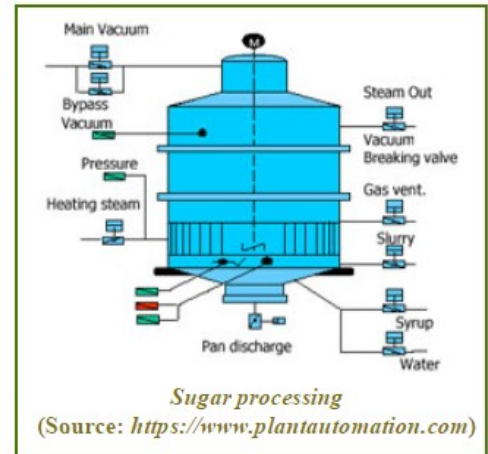 Main Vacuum
M
Bypass
Vacuum
Pressure
Heating steam
Steam Out
Vacuum
Breaking valve
Gas vent.
Slurry
Syrup
Water
Pan discharge
Sugar processing
(Source: https://www.plantautomation.com)